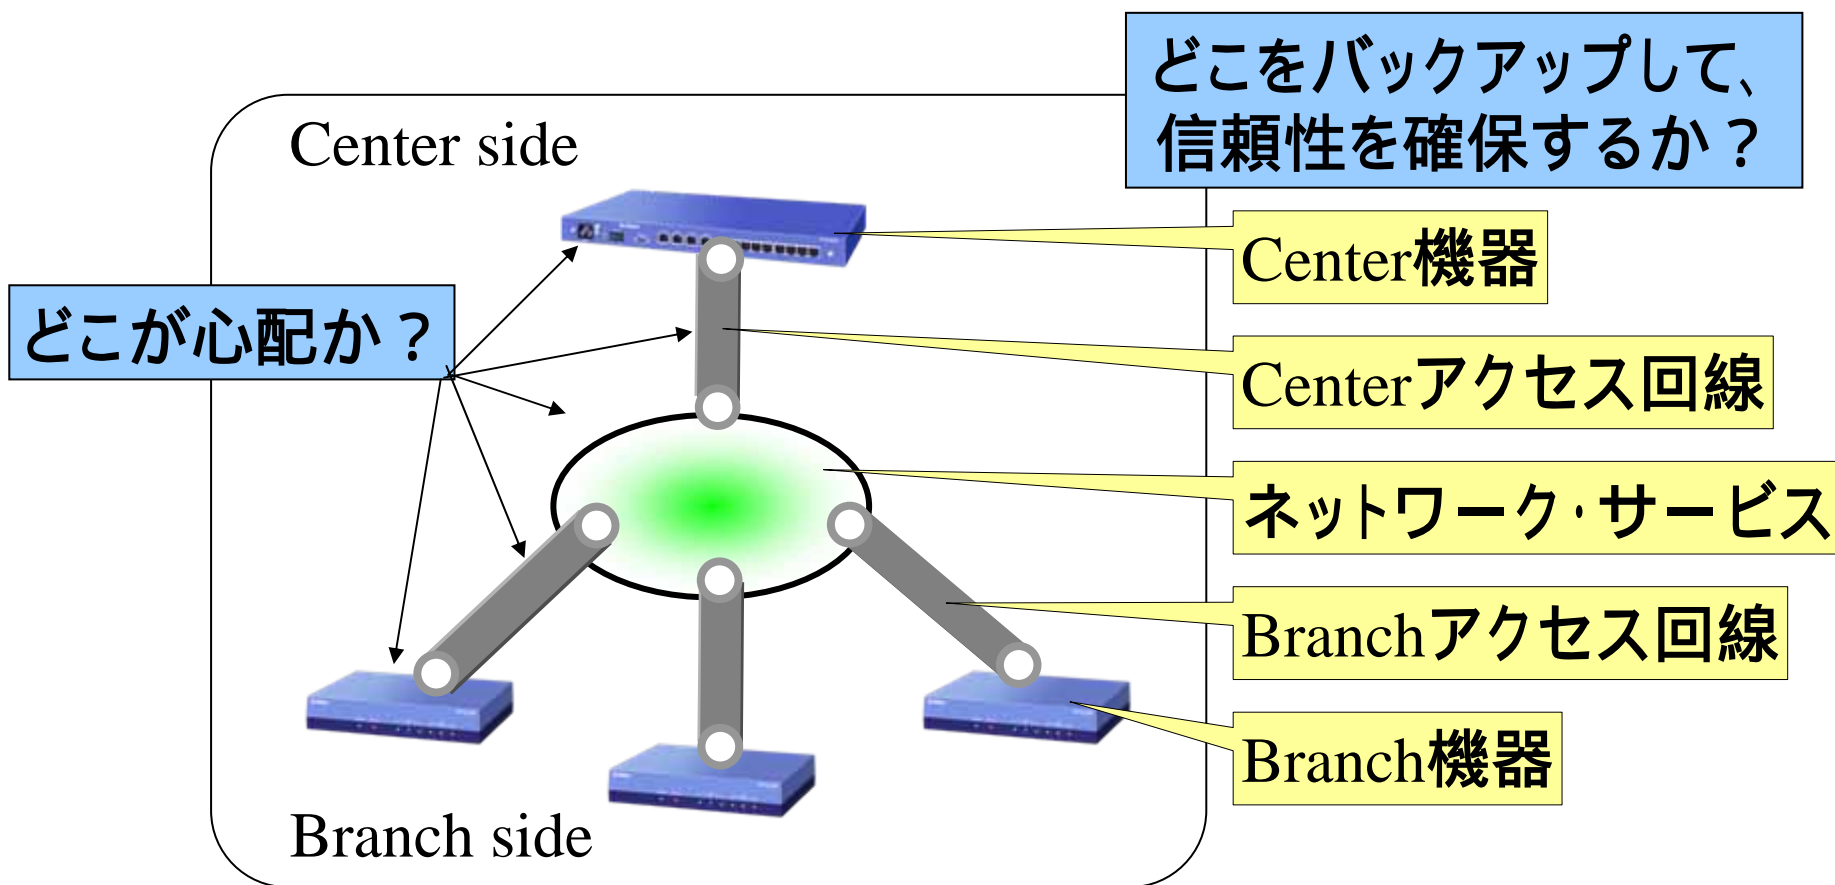 どこをバックアップして、
信頼性を確保するか？
Center side
Center機器
どこが心配か？
Centerアクセス回線
ネットワーク・サービス
Branchアクセス回線
Branch機器
Branch side